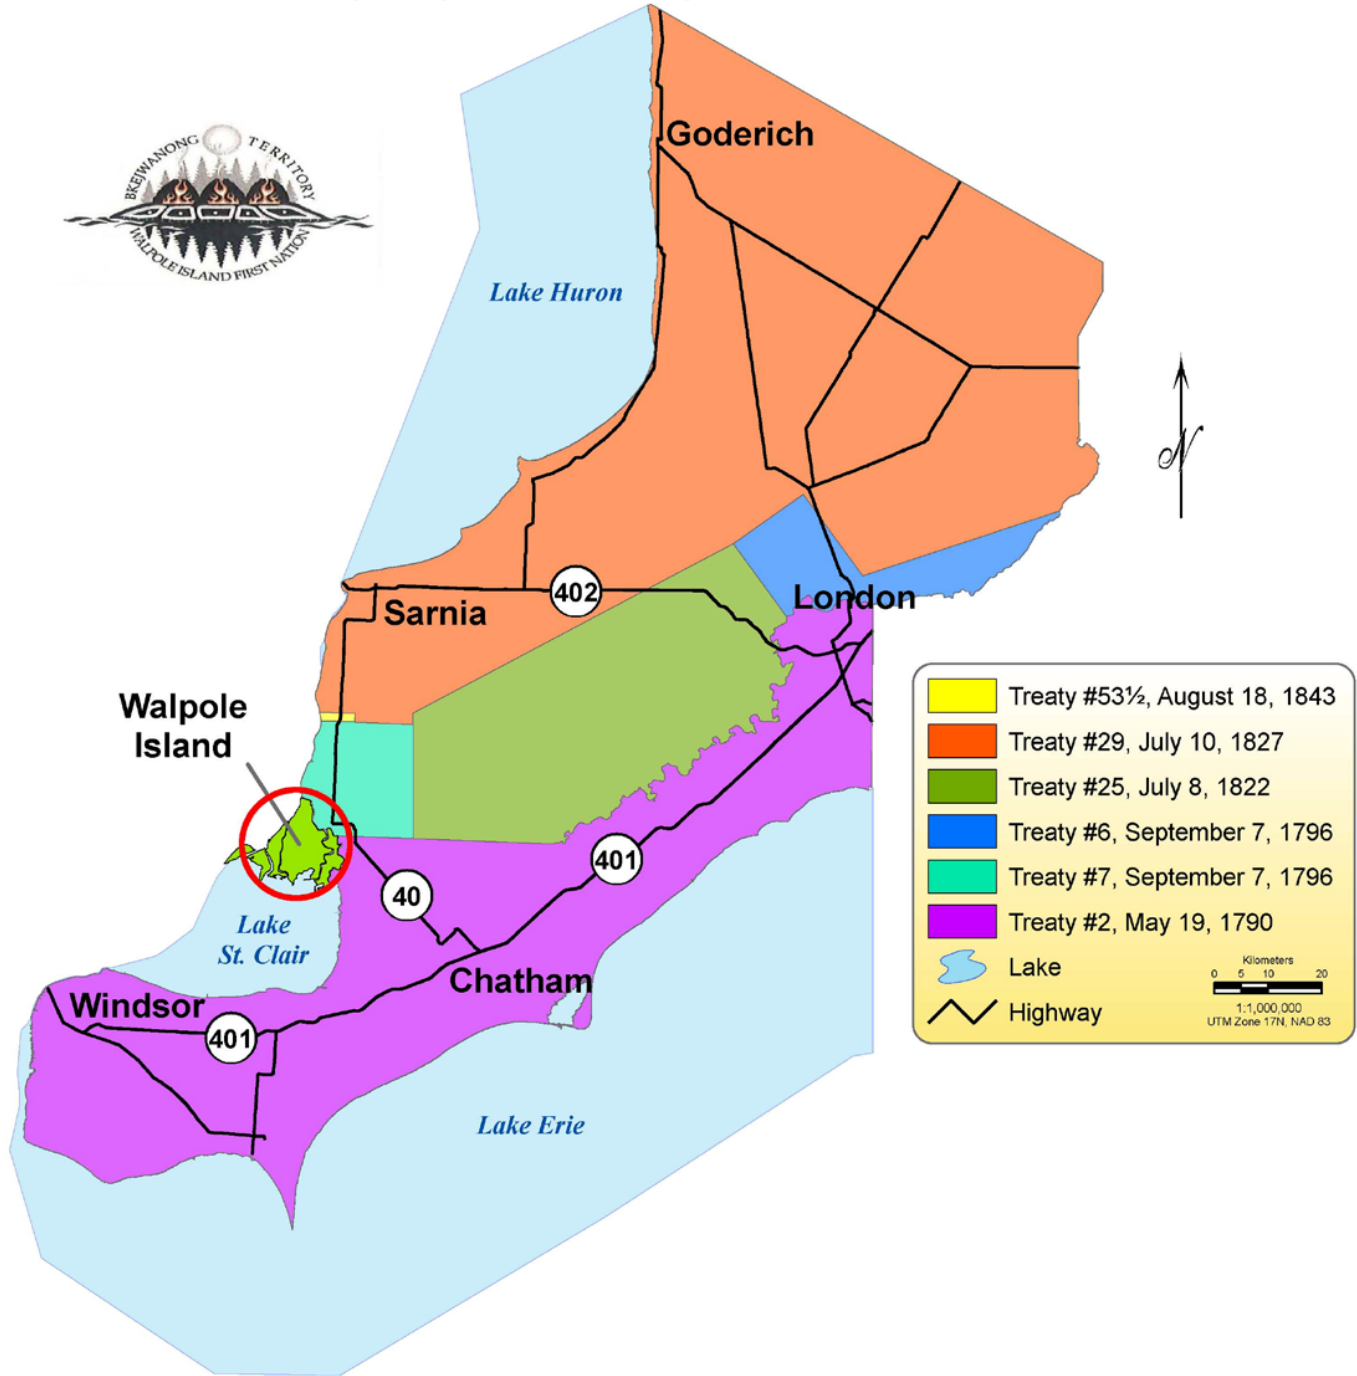 BKEJWANONG TERRITORY
WALPOLE ISLAND FIRST NATION
Goderich
Lake Huron
N
402
Sarnia
London
Walpole
Island
Treaty #53½, August 18, 1843
Treaty #29, July 10, 1827
Treaty #25, July 8, 1822
Treaty #6, September 7, 1796
Treaty #7, September 7, 1796
Treaty #2, May 19, 1790
Lake
Highway
Kilometers
0 5 10 20
1:1,000,000
UTM Zone 17N, NAD 83
401
40
Lake
St. Clair
Chatham
Windsor
401
Lake Erie